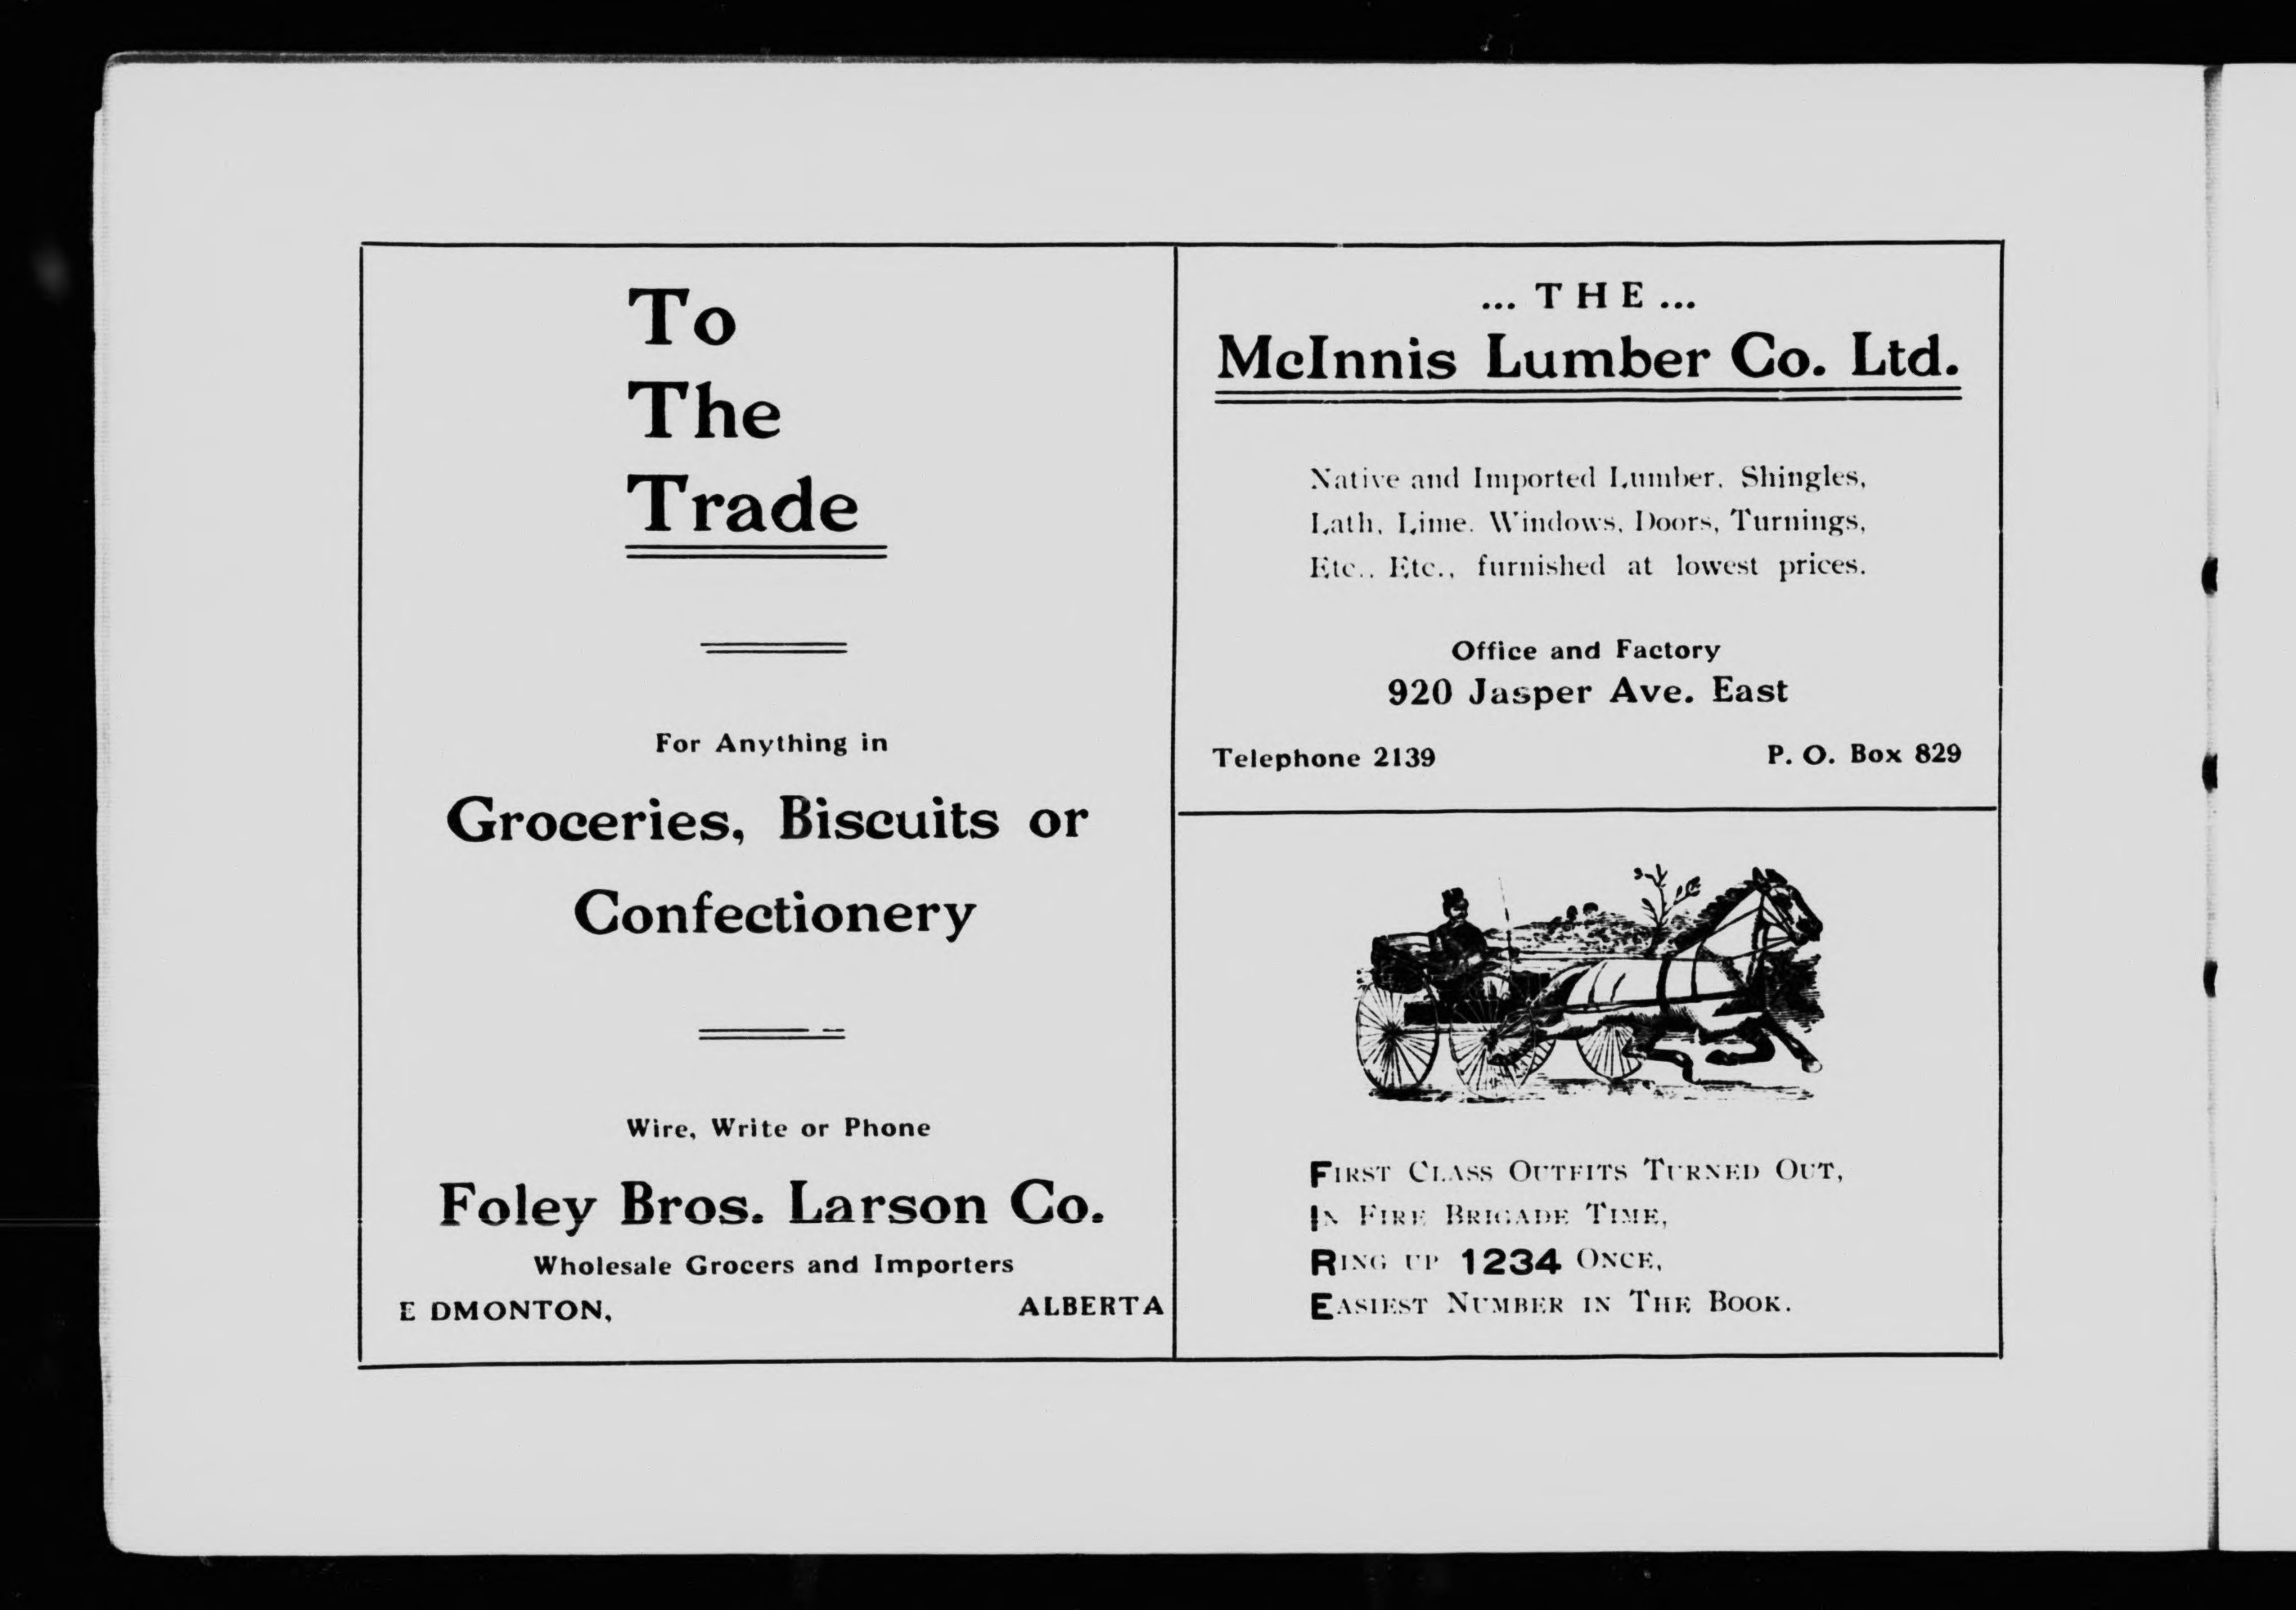 To
The
Trade
For Anything in
Groceries, Biscuits or
Confectionery
Wire, Write or Phone
Foley Bros. Larson Co.
Wholesale Grocers and Importers
E DMONTON, ALBERTA
... THE ...
McInnis Lumber Co. Ltd.
Native and Imported Lumber, Shingles,
Lath, Lime, Windows, Doors, Turnings,
Etc., Etc., furnished at lowest prices.
Office and Factory
920 Jasper Ave. East
Telephone 2139 P. O. Box 829
FIRST CLASS OUTFITS TURNED OUT,
IN FIRE BRIGADE TIME,
RING UP 1234 ONCE,
EASIEST NUMBER IN THE BOOK.